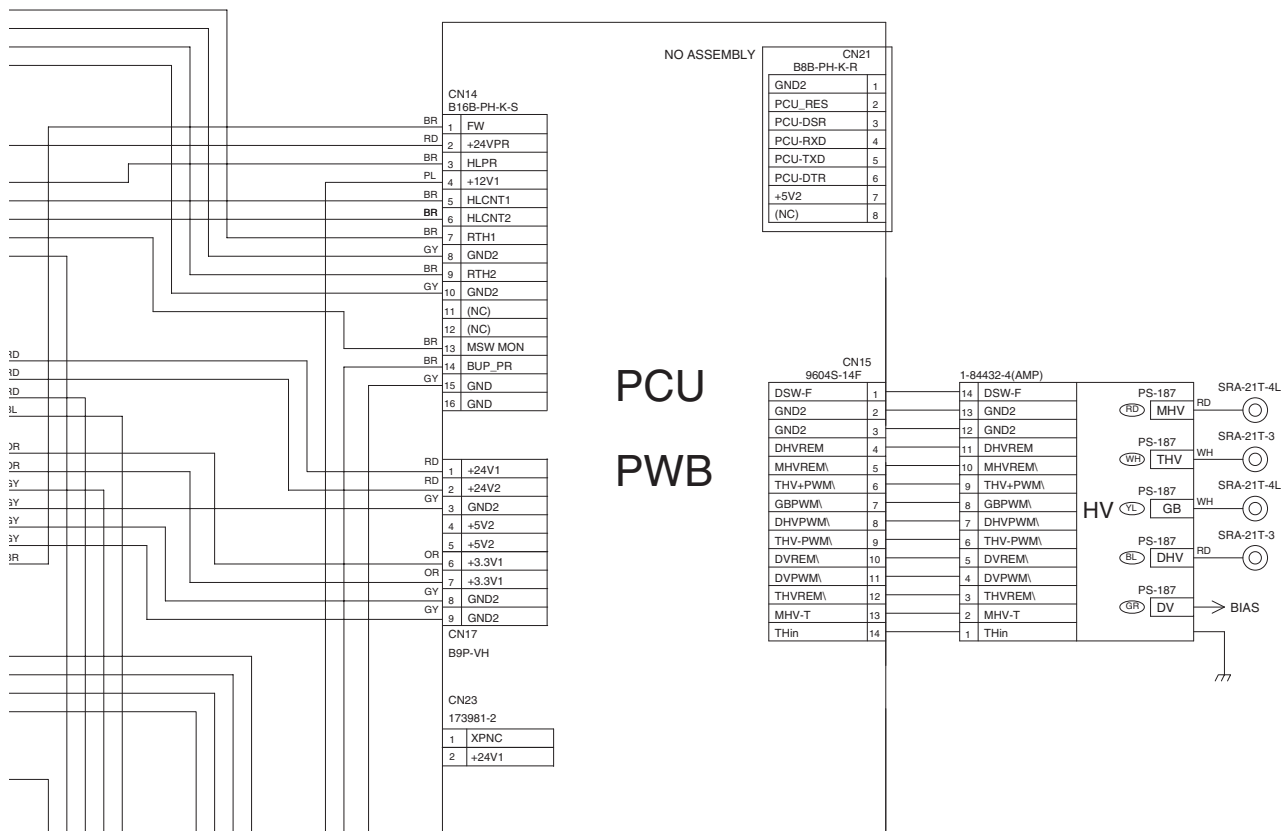 NO ASSEMBLY
CN21
B8B-PH-K-R
GND2 1
PCU_RES 2
PCU-DSR 3
PCU-RXD 4
PCU-TXD 5
PCU-DTR 6
+5V2 7
(NC) 8
CN14
B16B-PH-K-S
BR 1 FW
RD 2 +24VPR
BR 3 HLPR
PL 4 +12V1
BR 5 HLCNT1
BR 6 HLCNT2
BR 7 RTH1
GY 8 GND2
BR 9 RTH2
GY 10 GND2
11 (NC)
12 (NC)
BR 13 MSW MON
BR 14 BUP_PR
GY 15 GND
16 GND
RD
RD
RD
BL
OR
OR
GY
GY
GY
BR
RD 1 +24V1
RD 2 +24V2
GY 3 GND2
4 +5V2
5 +5V2
OR 6 +3.3V1
OR 7 +3.3V1
GY 8 GND2
GY 9 GND2
CN17
B9P-VH
CN23
173981-2
1 XPNC
2 +24V1
PCU
PWB
CN15
9604S-14F
DSW-F 1
GND2 2
GND2 3
DHVREM 4
MHVREM\ 5
THV+PWM\ 6
GBPWM\ 7
DHVPWM\ 8
THV-PWM\ 9
DVREM\ 10
DVPWM\ 11
THVREM\ 12
MHV-T 13
THin 14
1-84432-4(AMP)
14 DSW-F
13 GND2
12 GND2
11 DHVREM
10 MHVREM\
9 THV+PWM\
8 GBPWM\
7 DHVPWM\
6 THV-PWM\
5 DVREM\
4 DVPWM\
3 THVREM\
2 MHV-T
1 THin
HV
PS-187
RD MHV RD
SRA-21T-4L
PS-187
WH THV WH
SRA-21T-3
PS-187
YL GB WH
SRA-21T-4L
PS-187
BL DHV RD
SRA-21T-3
PS-187
GR DV BIAS